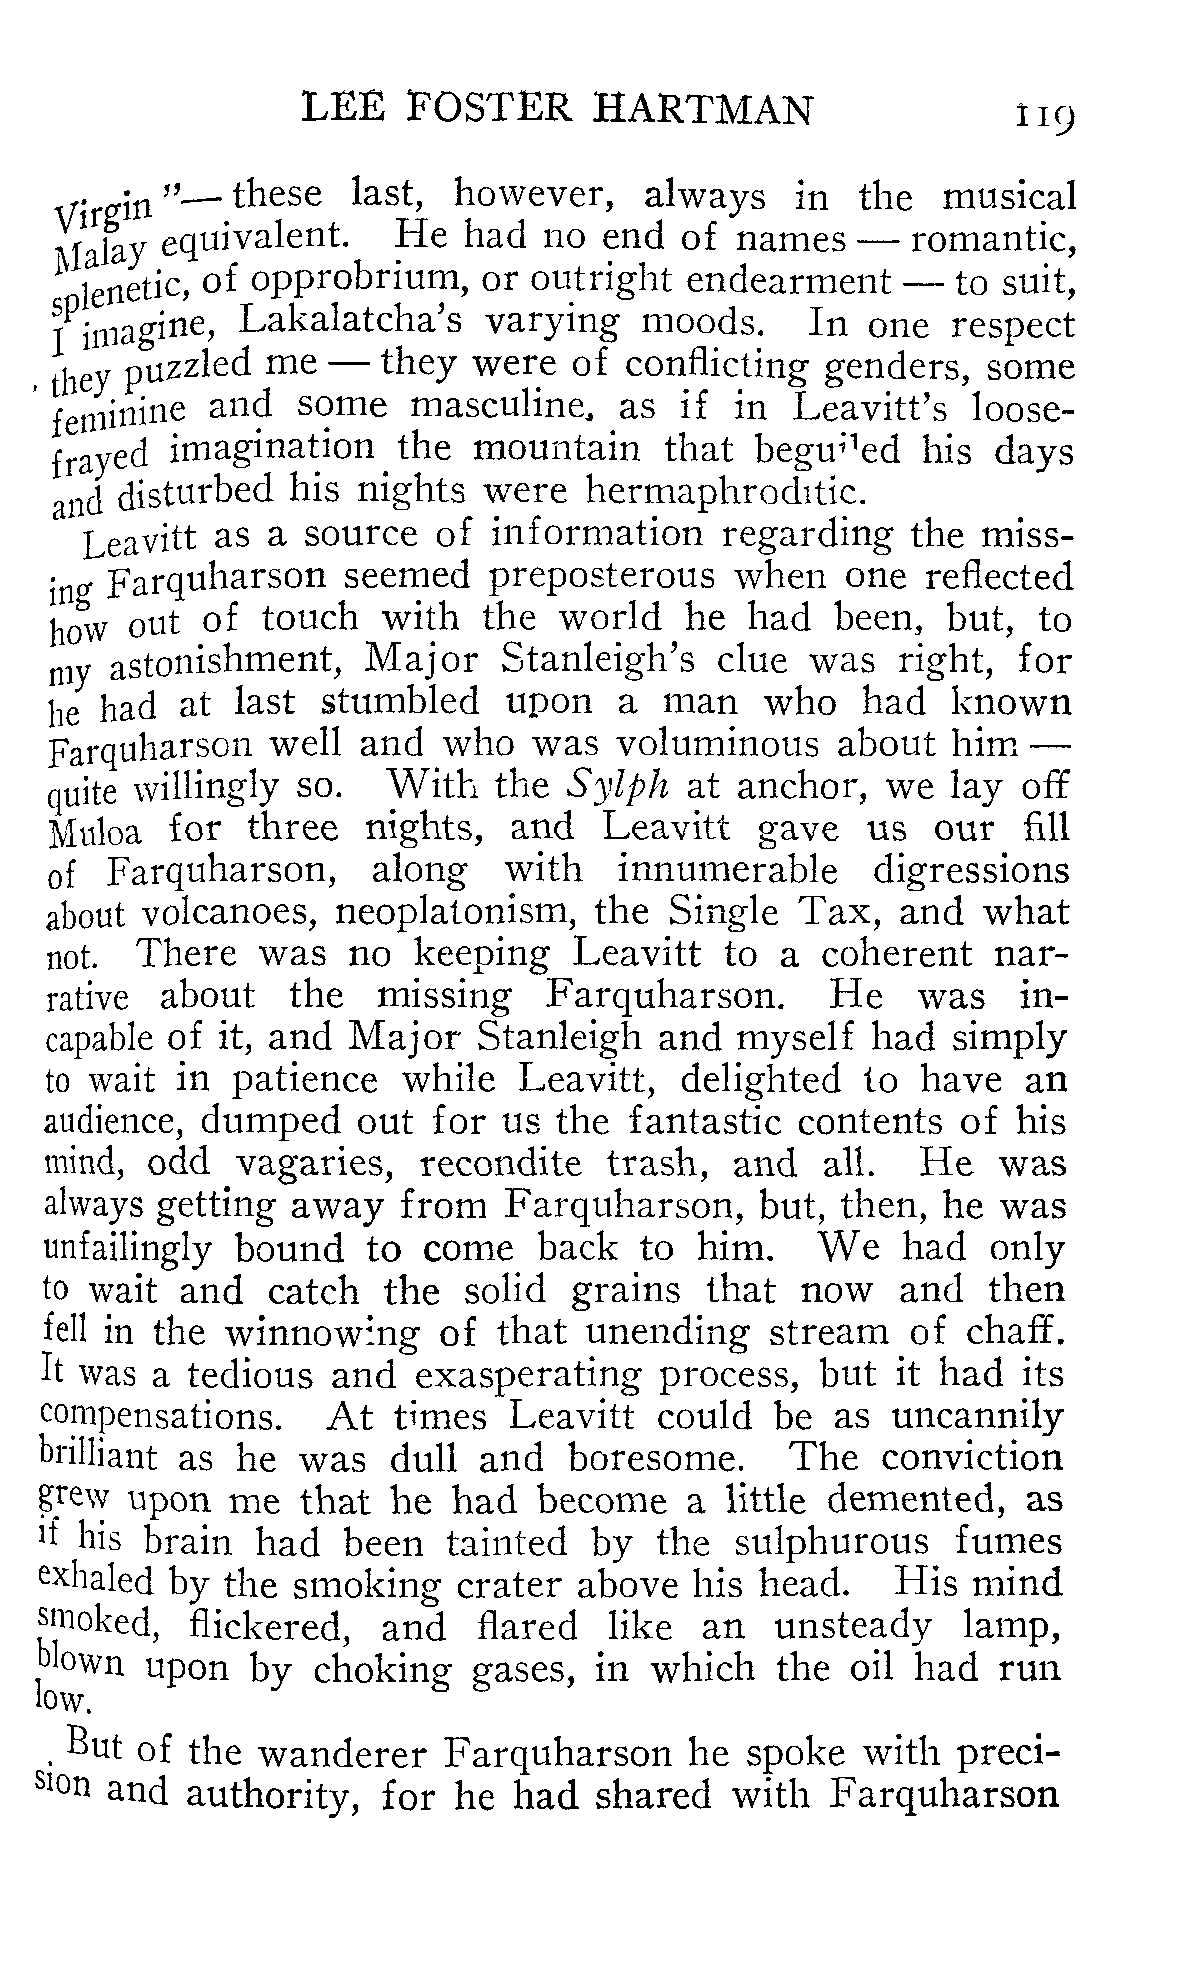 LEE FOSTER HARTMAN 119
Virgin"— these last, however, always in the musical
Malay equivalent. He had no end of names — romantic,
splenetic, of opprobrium, or outright endearment — to suit,
I imagine, Lakalatcha's varying moods. In one respect
they puzzled me — they were of conflicting genders, some
feminine and some masculine, as if in Leavitt's loose-
frayed imagination the mountain that beguiled his days
and disturbed his nights were hermaphroditic.
Leavitt as a source of information regarding the miss-
ing Farquharson seemed preposterous when one reflected
how out of touch with the world he had been, but, to
my astonishment, Major Stanleigh's clue was right, for
he had at last stumbled upon a man who had known
Farquharson well and who was voluminous about him —
quite willingly so. With the Sylph at anchor, we lay off
Muloa for three nights, and Leavitt gave us our fill
of Farquharson, along with innumerable digressions
about volcanoes, neoplatonism, the Single Tax, and what
not. There was no keeping Leavitt to a coherent nar-
rative about the missing Farquharson. He was in-
capable of it, and Major Stanleigh and myself had simply
to wait in patience while Leavitt, delighted to have an
audience, dumped out for us the fantastic contents of his
mind, odd vagaries, recondite trash, and all. He was
always getting away from Farquharson, but, then, he was
unfailingly bound to come back to him. We had only
to wait and catch the solid grains that now and then
fell in the winnowing of that unending stream of chaff.
It was a tedious and exasperating process, but it had its
compensations. At times Leavitt could be as uncannily
brilliant as he was dull and boresome. The conviction
grew upon me that he had become a little demented, as
if his brain had been tainted by the sulphurous fumes
exhaled by the smoking crater above his head. His mind
smoked, flickered, and flared like an unsteady lamp,
blown upon by choking gases, in which the oil had run
low.
But of the wanderer Farquharson he spoke with preci-
sion and authority, for he had shared with Farquharson